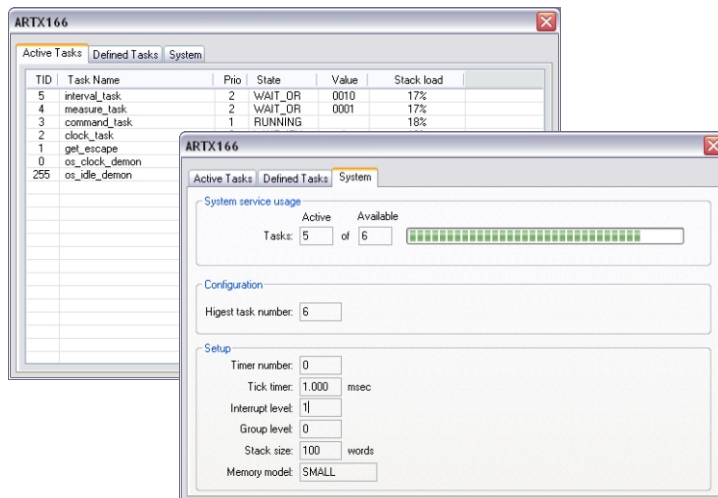 ARTX166
Active Tasks Defined Tasks System
TID Task Name Prio State Value Stack load
5 interval_task 2 WAIT_OR 0010 17%
4 measure_task 2 WAIT_OR 0001 17%
3 command_task 1 RUNNING 18%
2 clock_task
1 get_escape
0 os_clock_demon
255 os_idle_demon
ARTX166
Active Tasks Defined Tasks System
System service usage
Active Available
Tasks: 5 of 6
Configuration
Higest task number: 6
Setup
Timer number: 0
Tick timer: 1.000 msec
Interrupt level: 1
Group level: 0
Stack size: 100 words
Memory model: SMALL